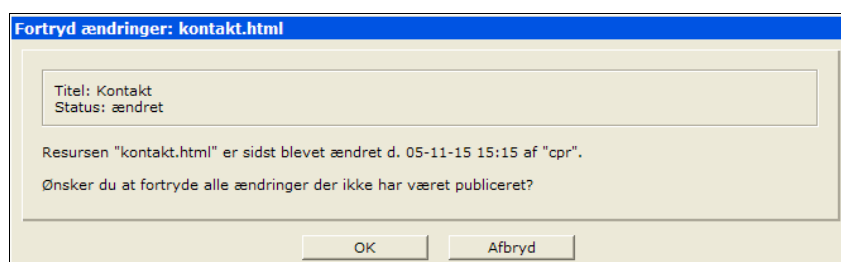 Fortryd ændringer: kontakt.html
Titel: Kontakt
Status: ændret
Resursen "kontakt.html" er sidst blevet ændret d. 05-11-15 15:15 af "cpr".
Ønsker du at fortryde alle ændringer der ikke har været publiceret?
OK
Afbryd